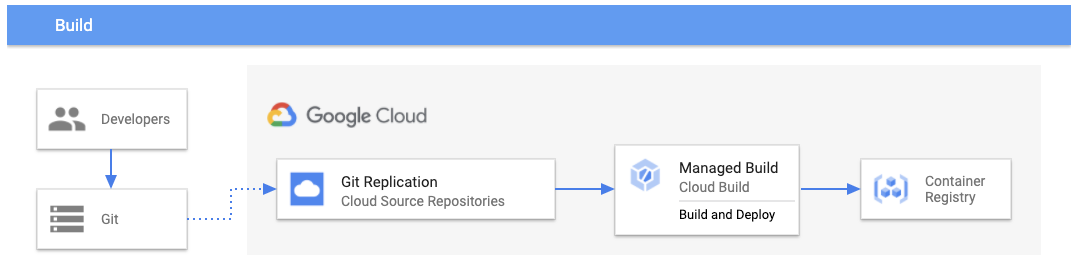 Build
Developers
Git
Google Cloud
Git Replication
Cloud Source Repositories
Managed Build
Cloud Build
Build and Deploy
Container
Registry